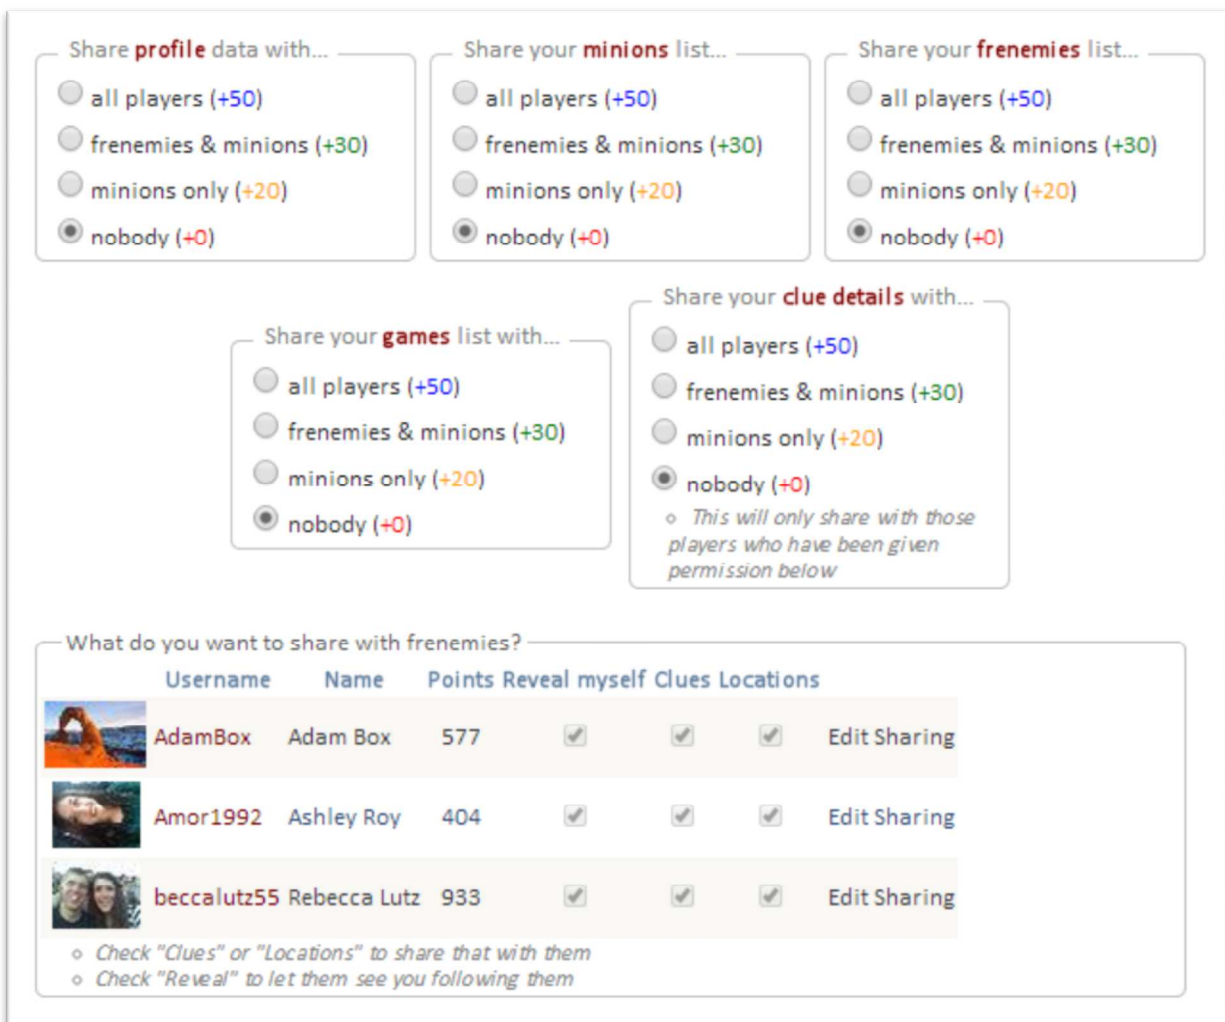 Share profile data with...
all players (+50)
frenemies & minions (+30)
minions only (+20)
nobody (+0)
Share your minions list...
all players (+50)
frenemies & minions (+30)
minions only (+20)
nobody (+0)
Share your frenemies list...
all players (+50)
frenemies & minions (+30)
minions only (+20)
nobody (+0)
Share your games list with...
all players (+50)
frenemies & minions (+30)
minions only (+20)
nobody (+0)
Share your clue details with...
all players (+50)
frenemies & minions (+30)
minions only (+20)
nobody (+0)
This will only share with those
players who have been given
permission below
What do you want to share with frenemies?
Username Name Points Reveal myself Clues Locations
AdamBox Adam Box 577 Edit Sharing
Amor1992 Ashley Roy 404 Edit Sharing
beccalutz55 Rebecca Lutz 933 Edit Sharing
Check "Clues" or "Locations" to share that with them
Check "Reveal" to let them see you following them